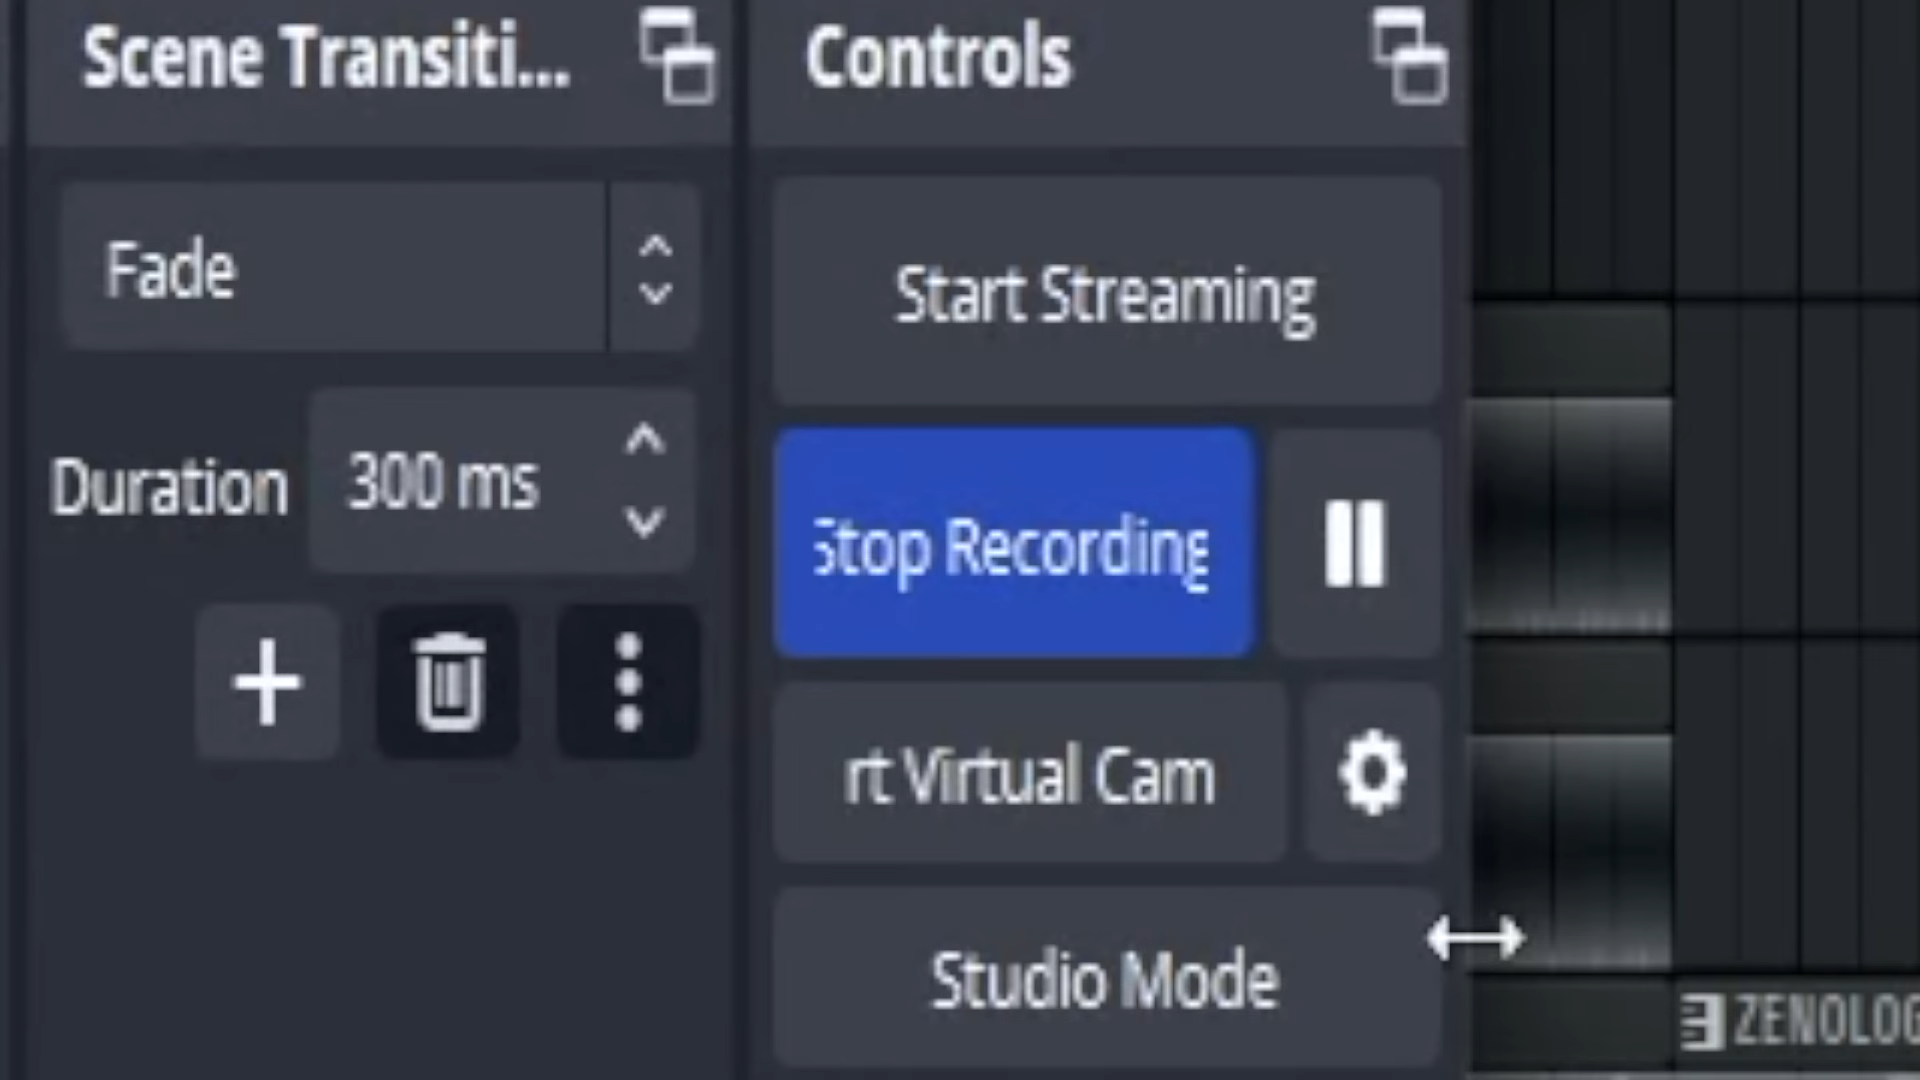 Scene Transiti...
Controls
Fade
Start Streaming
Duration
300 ms
Stop Recording
rt Virtual Cam
Studio Mode
ZENOLOG